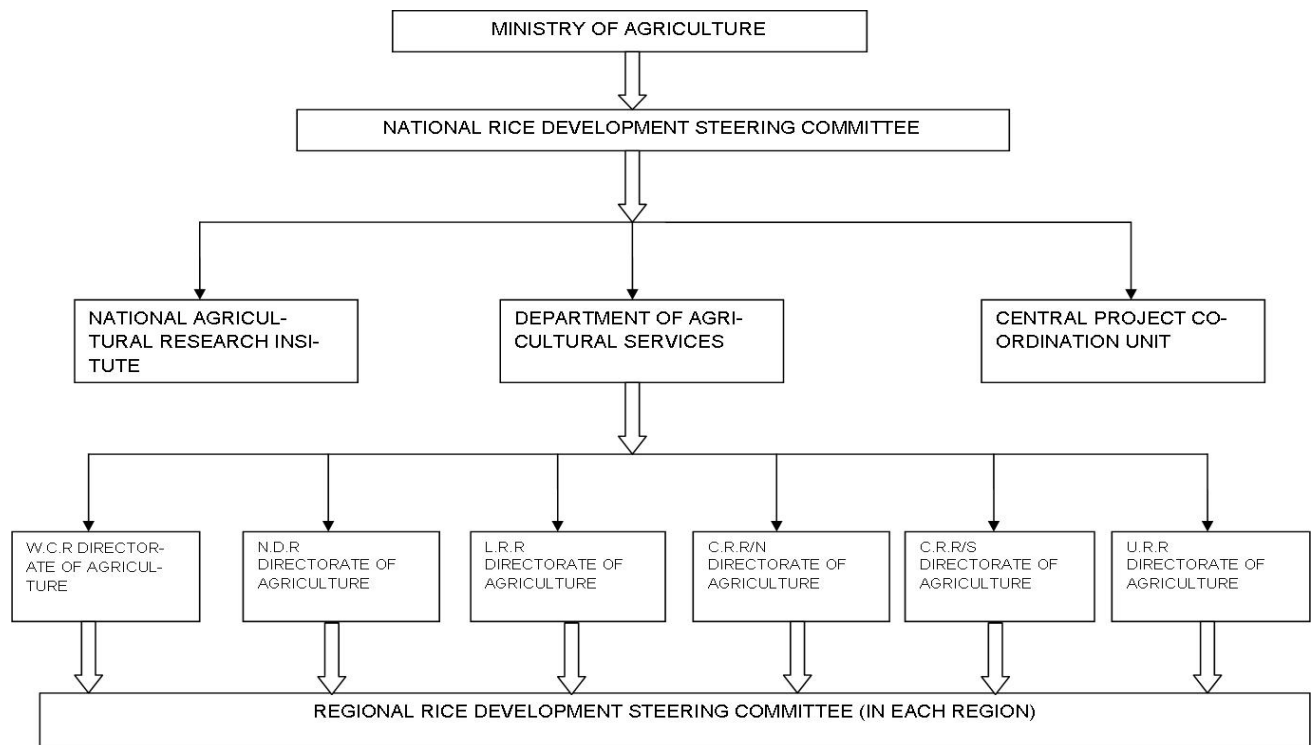 MINISTRY OF AGRICULTURE
NATIONAL RICE DEVELOPMENT STEERING COMMITTEE
NATIONAL AGRICUL-
TURAL RESEARCH INSI-
TUTE
DEPARTMENT OF AGRI-
CULTURAL SERVICES
CENTRAL PROJECT CO-
ORDINATION UNIT
W.C.R DIRECTOR-
ATE OF AGRICUL-
TURE
N.D.R
DIRECTORATE OF
AGRICULTURE
L.R.R
DIRECTORATE OF
AGRICULTURE
C.R.R/N
DIRECTORATE OF
AGRICULTURE
C.R.R/S
DIRECTORATE OF
AGRICULTURE
U.R.R
DIRECTORATE OF
AGRICULTURE
REGIONAL RICE DEVELOPMENT STEERING COMMITTEE (IN EACH REGION)